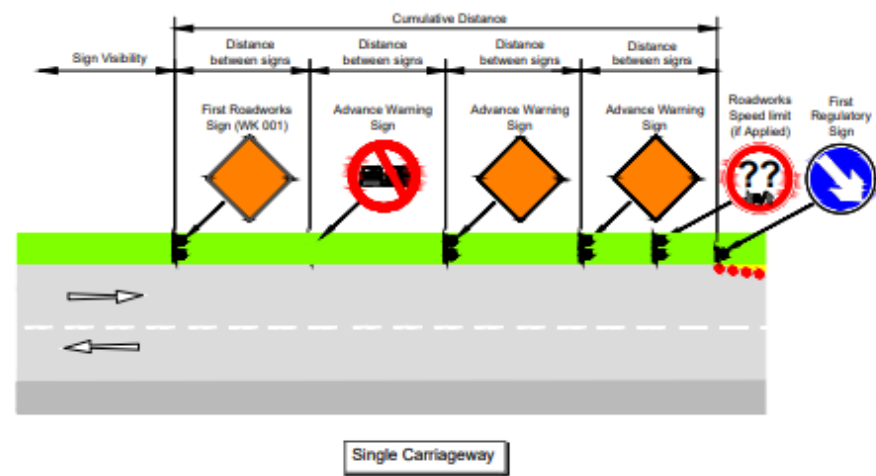 Cumulative Distance
Sign Visibility
Distance
between signs
Distance
between signs
Distance
between signs
Distance
between signs
First Roadworks
Sign (WK 001)
Advance Warning
Sign
Advance Warning
Sign
Advance Warning
Sign
Roadworks
Speed limit
(if Applied)
First
Regulatory
Sign
??
km/h
Single Carriageway